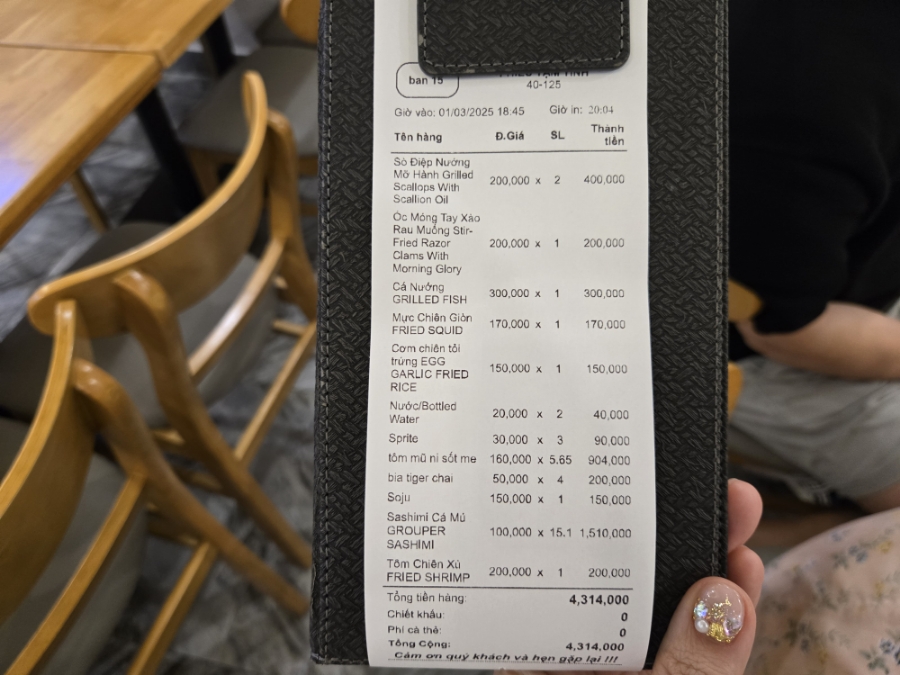 ban 15
40-125
Giờ vào: 01/03/2025 18:45 Giờ in: 20:04
Tên hàng Đ.Giá SL Thành tiền
Sò Điệp Nướng
Mỡ Hành Grilled
Scallops With
Scallion Oil
200,000 x 2 400,000
Ốc Móng Tay Xào
Rau Muống Stir-
Fried Razor
Clams With
Morning Glory
200,000 x 1 200,000
Cá Nướng
GRILLED FISH
300,000 x 1 300,000
Mực Chiên Giòn
FRIED SQUID
170,000 x 1 170,000
Cơm chiên tỏi
trứng EGG
GARLIC FRIED
RICE
150,000 x 1 150,000
Nước/Bottled
Water
20,000 x 2 40,000
Sprite 30,000 x 3 90,000
tôm mũ ni sốt me 160,000 x 5.65 904,000
bia tiger chai 50,000 x 4 200,000
Soju 150,000 x 1 150,000
Sashimi Cá Mú
GROUPER
SASHIMI
100,000 x 15.1 1,510,000
Tôm Chiên Xù
FRIED SHRIMP
200,000 x 1 200,000
Tổng tiền hàng: 4,314,000
Chiết khấu: 0
Phí cà thẻ: 0
Tổng Cộng: 4,314,000
Cảm ơn quý khách và hẹn gặp lại !!!